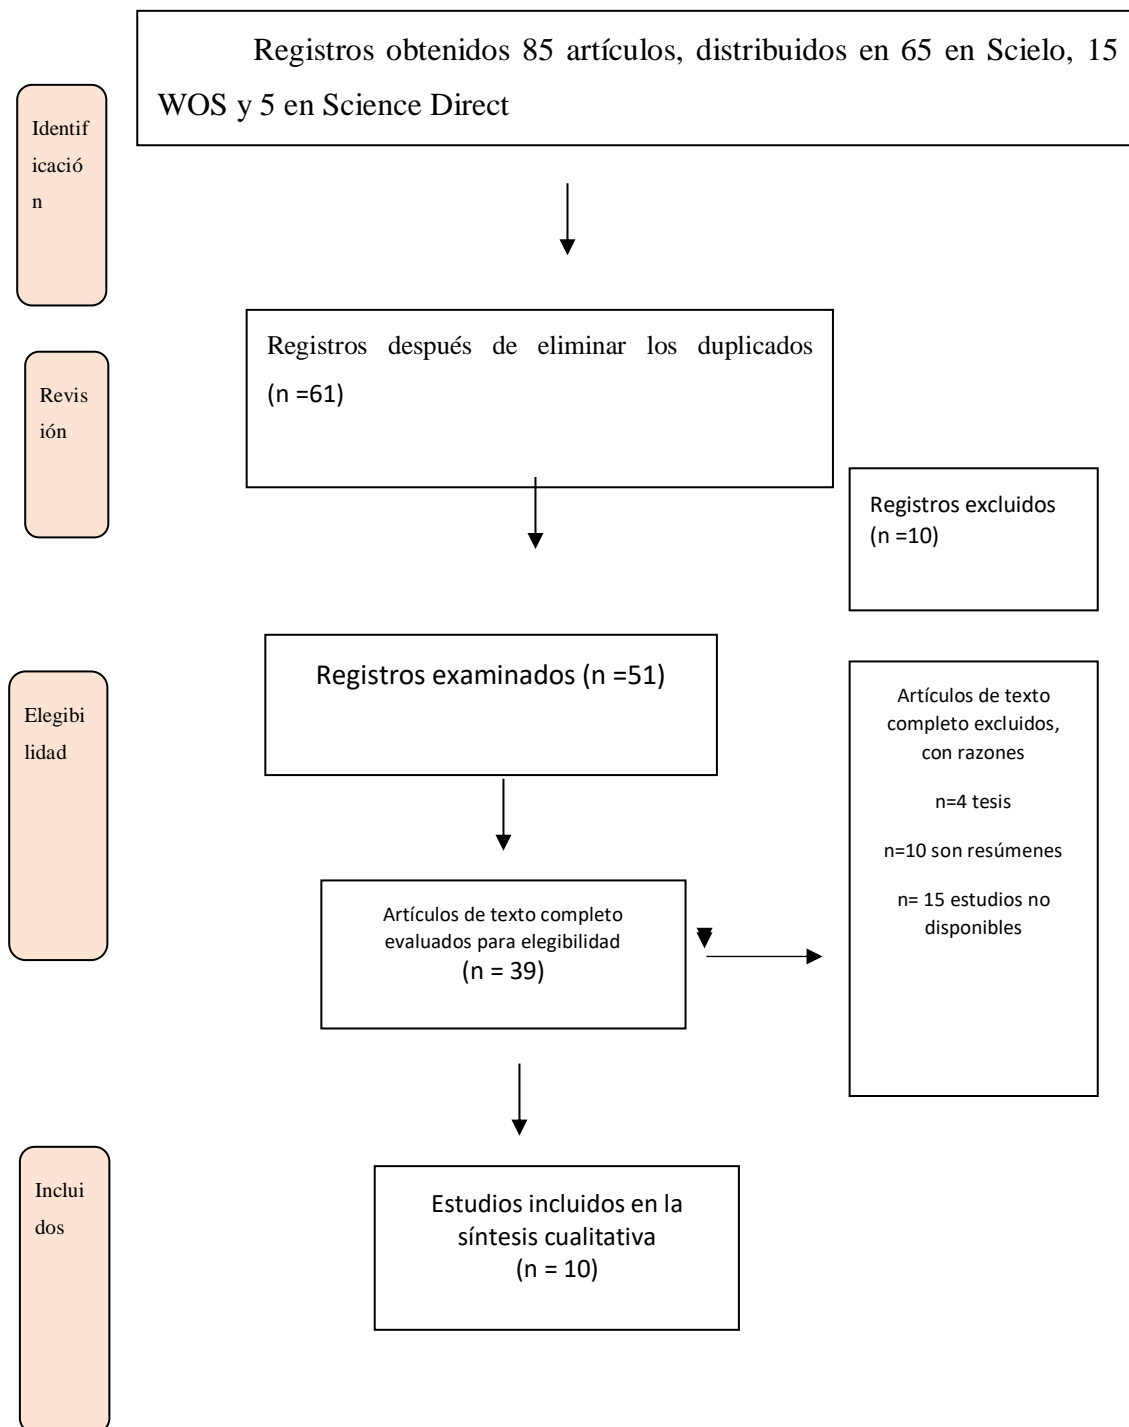 Registros obtenidos 85 artículos, distribuidos en 65 en Scielo, 15
WOS y 5 en Science Direct
Identif
icació
n
Registros después de eliminar los duplicados
(n =61)
Revis
ión
Registros excluidos
(n =10)
Registros examinados (n =51)
Elegibi
lidad
Artículos de texto
completo excluidos,
con razones
n=4 tesis
n=10 son resúmenes
n= 15 estudios no
disponibles
Artículos de texto completo
evaluados para elegibilidad
(n = 39)
Inclui
dos
Estudios incluidos en la
síntesis cualitativa
(n = 10)